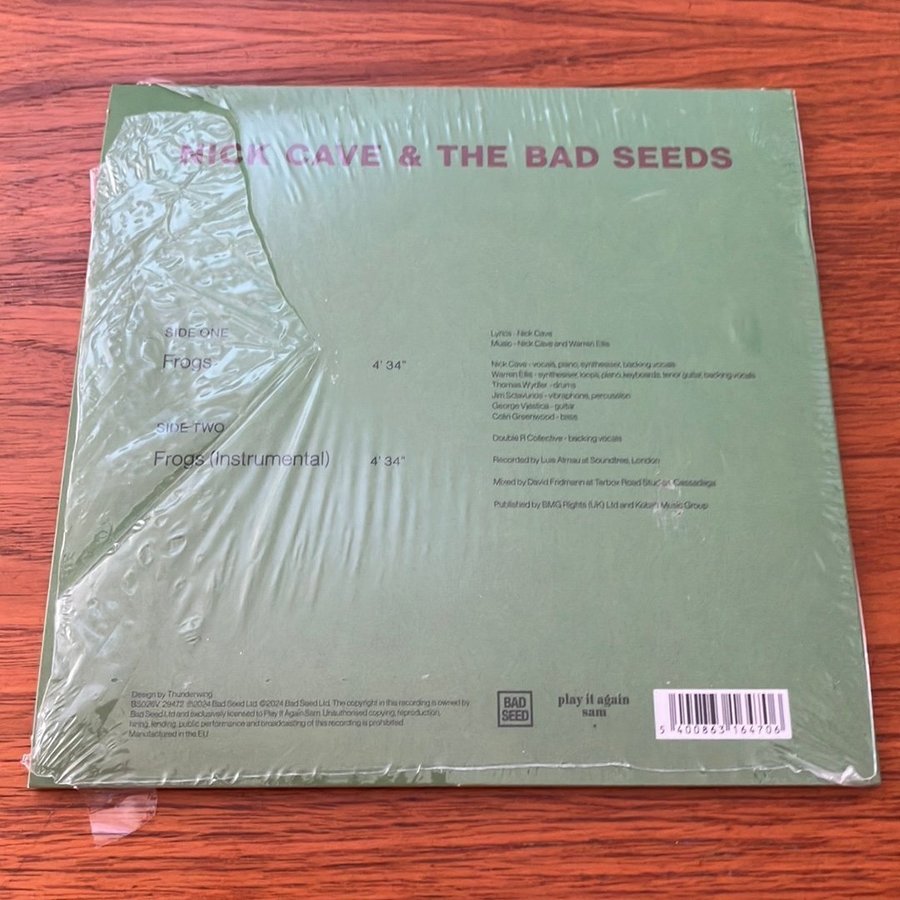 NICK CAVE & THE BAD SEEDS
SIDE ONE
Frogs 4' 34"
SIDE TWO
Frogs (Instrumental) 4' 34"
Lyrics - Nick Cave
Music - Nick Cave and Warren Ellis
Nick Cave - vocals, piano, synthesiser, backing vocals
Warren Ellis - synthesiser, loops, piano, keyboards, tenor guitar, backing vocals
Thomas Wydler - drums
Jim Sclavunos - vibraphone, percussion
George Vjestica - guitar
Colin Greenwood - bass
Double R Collective - backing vocals
Recorded by Luis Almau at Soundtree, London
Mixed by David Fridmann at Tarbox Road Studios, Cassadaga
Published by BMG Rights (UK) Ltd and Kobalt Music Group
Design by Thunderwing
BS026V 29472 ℗2024 Bad Seed Ltd. ©2024 Bad Seed Ltd. The copyright in this recording is owned by
Bad Seed Ltd and exclusively licensed to Play It Again Sam. Unauthorised copying, reproduction,
hiring, lending, public performance and broadcasting of this recording is prohibited.
Manufactured in the EU
BAD
SEED
play it again
sam
5 400863 164706